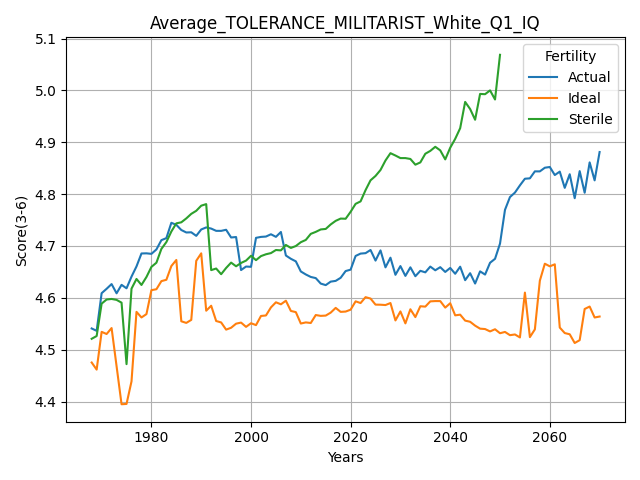 Average_TOLERANCE_MILITARIST_White_Q1_IQ
Score(3-6)
5.1
5.0
4.9
4.8
4.7
4.6
4.5
4.4
Fertility
Actual
Ideal
Sterile
1980 2000 2020 2040 2060
Years